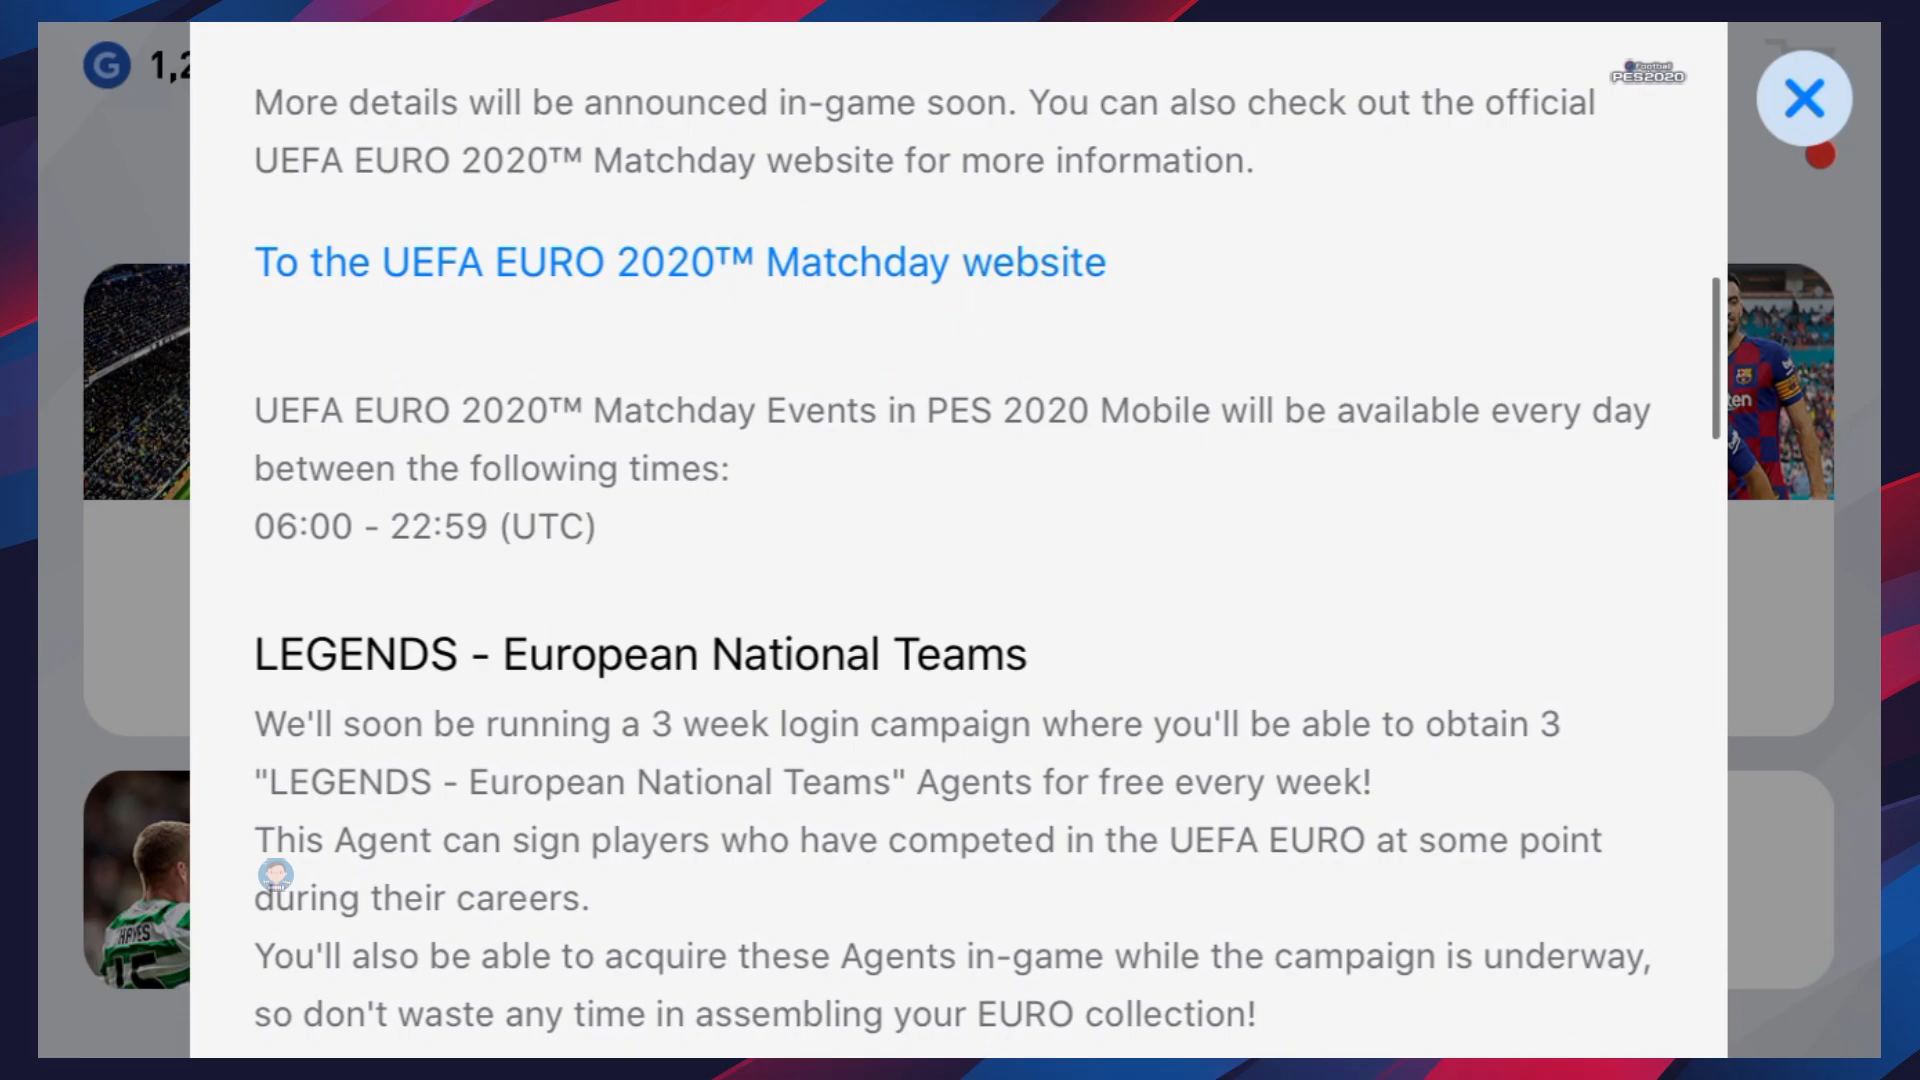 G 1,2
eFootball
PES2020
More details will be announced in-game soon. You can also check out the official
UEFA EURO 2020™ Matchday website for more information.
To the UEFA EURO 2020™ Matchday website
UEFA EURO 2020™ Matchday Events in PES 2020 Mobile will be available every day
between the following times:
06:00 - 22:59 (UTC)
LEGENDS - European National Teams
We'll soon be running a 3 week login campaign where you'll be able to obtain 3
"LEGENDS - European National Teams" Agents for free every week!
This Agent can sign players who have competed in the UEFA EURO at some point
during their careers.
You'll also be able to acquire these Agents in-game while the campaign is underway,
so don't waste any time in assembling your EURO collection!
HAYES
15